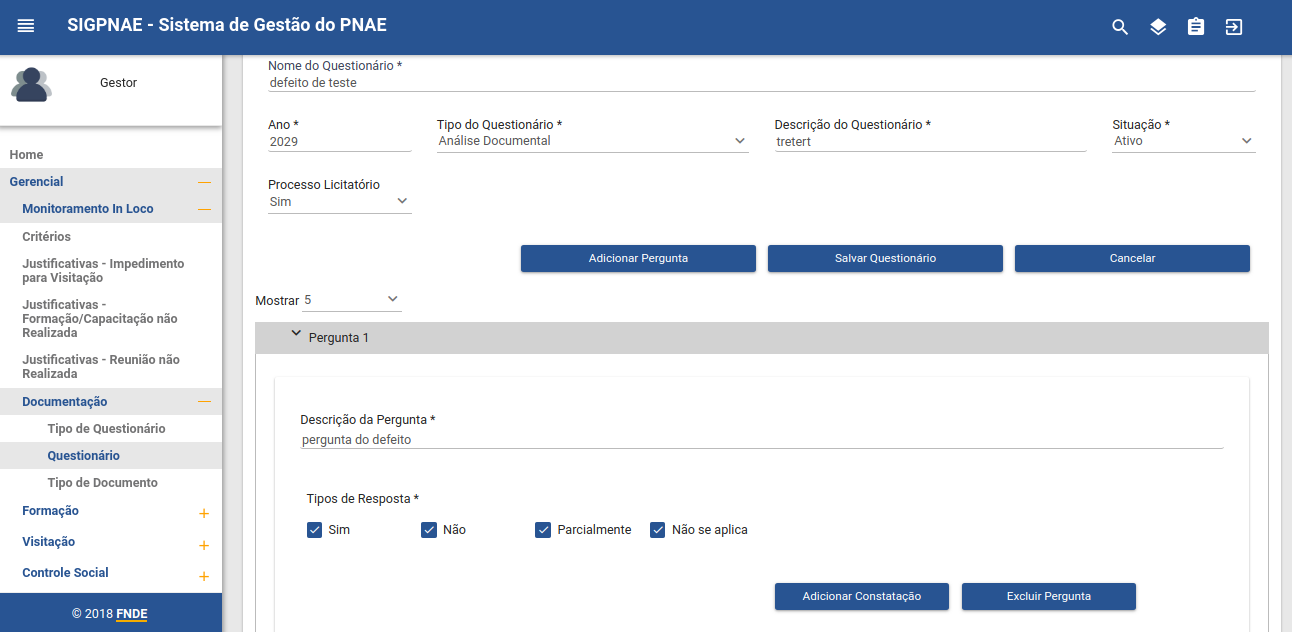 SIGPNAE - Sistema de Gestão do PNAE
Gestor
Home
Gerencial
Monitoramento In Loco
Critérios
Justificativas - Impedimento
para Visitação
Justificativas -
Formação/Capacitação não
Realizada
Justificativas - Reunião não
Realizada
Documentação
Tipo de Questionário
Questionário
Tipo de Documento
Formação
Visitação
Controle Social
© 2018 FNDE
Nome do Questionário *
defeito de teste
Ano * Tipo do Questionário * Descrição do Questionário * Situação *
2029 Análise Documental tretert Ativo
Processo Licitatório
Sim
Adicionar Pergunta Salvar Questionário Cancelar
Mostrar 5
Pergunta 1
Descrição da Pergunta *
pergunta do defeito
Tipos de Resposta *
Sim Não Parcialmente Não se aplica
Adicionar Constatação Excluir Pergunta